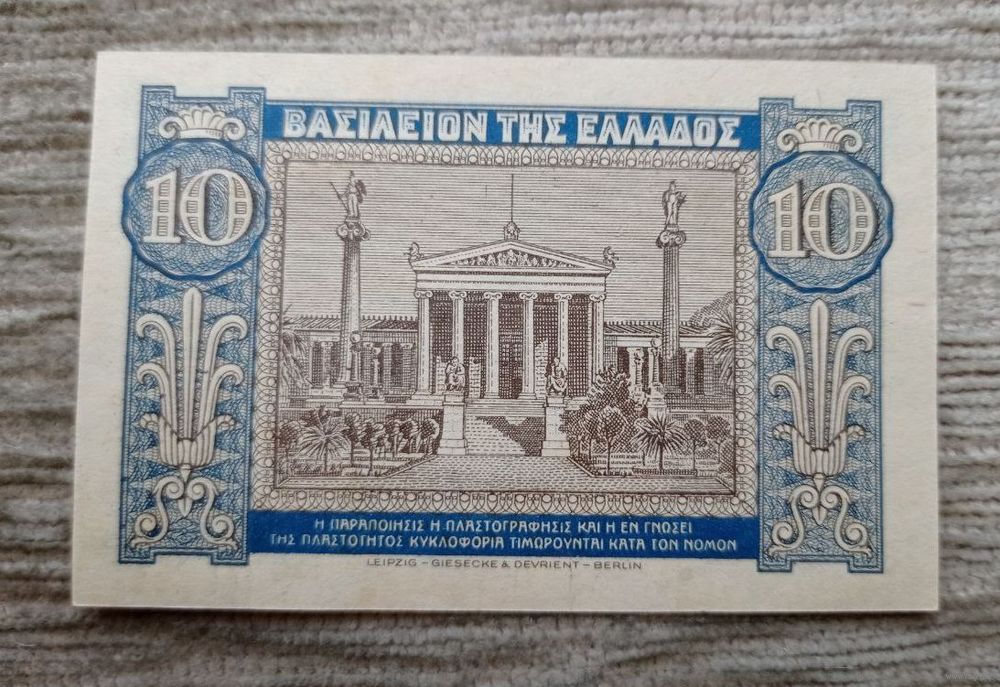 ΒΑΣΙΛΕΙΟΝ ΤΗΣ ΕΛΛΑΔΟΣ
10
10
Η ΠΑΡΑΠΟΙΗΣΙΣ Η ΠΛΑΣΤΟΓΡΑΦΗΣΙΣ ΚΑΙ Η ΕΝ ΓΝΩΣΕΙ
ΤΗΣ ΠΛΑΣΤΟΤΗΤΟΣ ΚΥΚΛΟΦΟΡΙΑ ΤΙΜΩΡΟΥΝΤΑΙ ΚΑΤΑ ΤΟΝ ΝΟΜΟΝ
LEIPZIG – GIESECKE & DEVRIENT – BERLIN